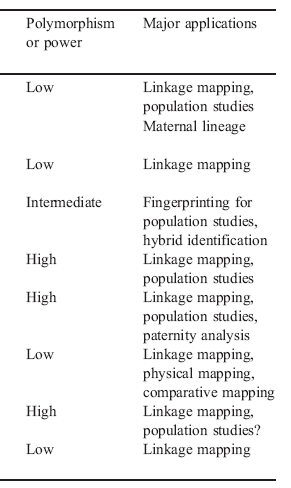 Polymorphism Major applications
or power
Low Linkage mapping,
population studies
Maternal lineage
Low Linkage mapping
Intermediate Fingerprinting for
population studies,
hybrid identification
High Linkage mapping,
population studies
High Linkage mapping,
population studies,
paternity analysis
Low Linkage mapping,
physical mapping,
comparative mapping
High Linkage mapping,
population studies?
Low Linkage mapping